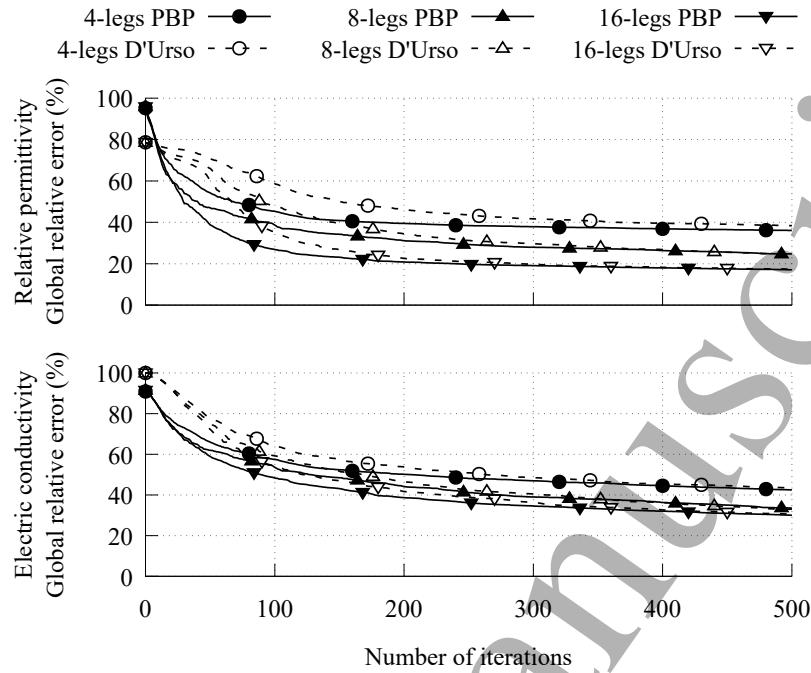 4-legs PBP 8-legs PBP 16-legs PBP
4-legs D'Urso 8-legs D'Urso 16-legs D'Urso
Relative permittivity
Global relative error (%)
100
80
60
40
20
0
Electric conductivity
Global relative error (%)
100
80
60
40
20
0
0 100 200 300 400 500
Number of iterations
anuscri